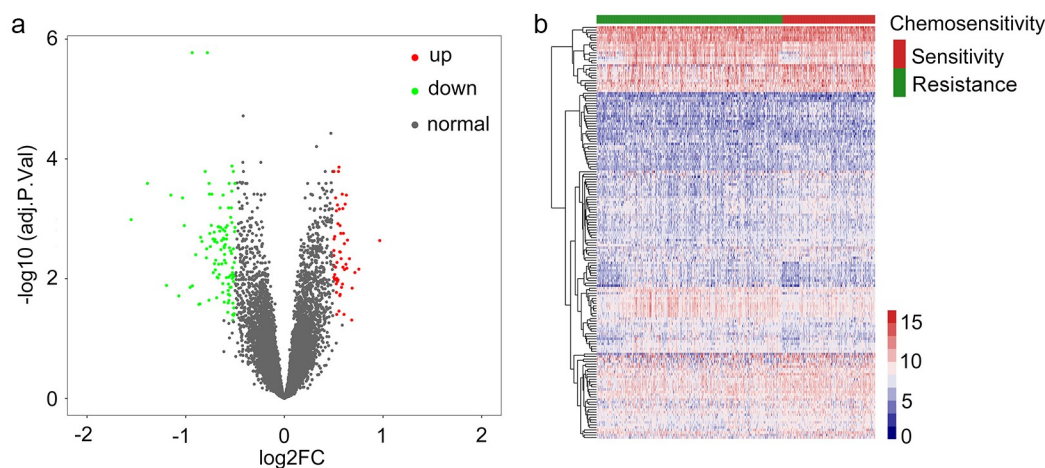 a
6
4
2
0
-log10 (adj.P.Val)
-2
-1
0
1
2
log2FC
up
down
normal
b
Chemosensitivity
Sensitivity
Resistance
15
10
5
0